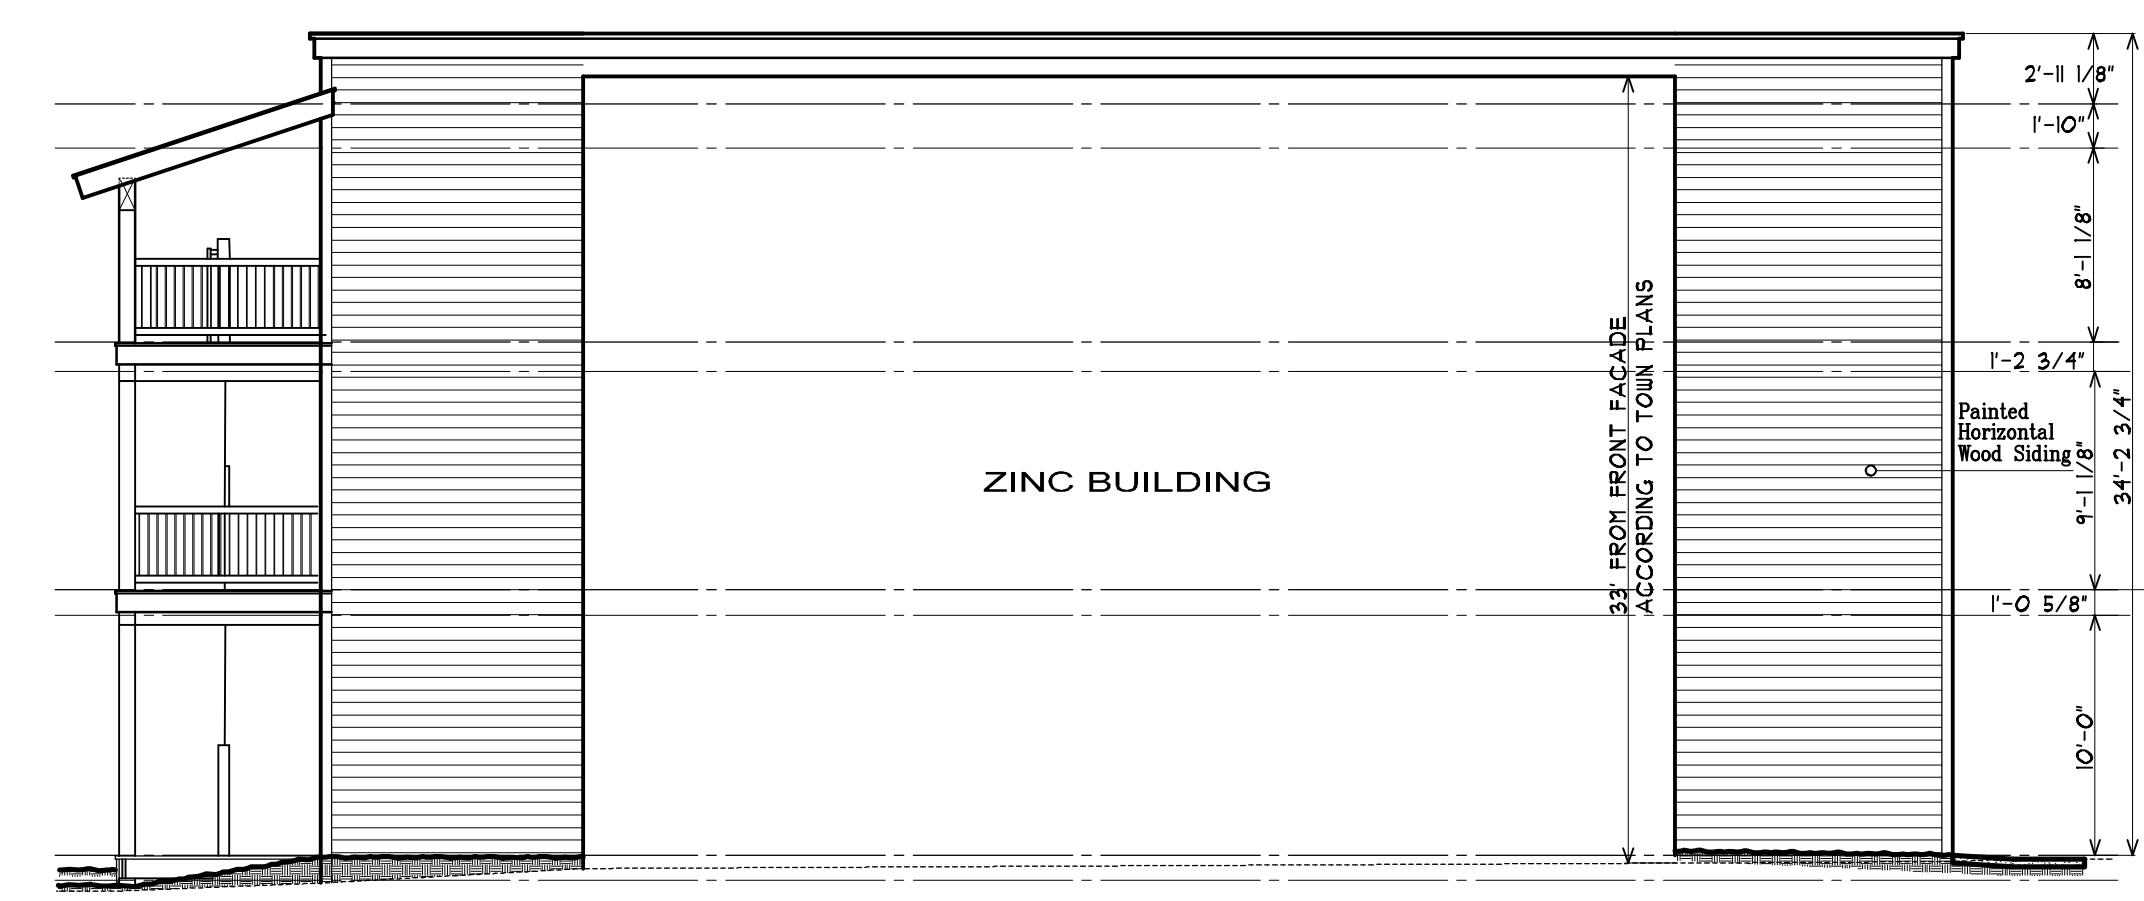 2'-11 1/8"
1'-10"
8'-1 1/8"
1'-2 3/4"
Painted
Horizontal
Wood Siding
9'-1 1/8"
34'-2 3/4"
ZINC BUILDING
33' FROM FRONT FACADE
ACCORDING TO TOWN PLANS
1'-0 5/8"
10'-0"